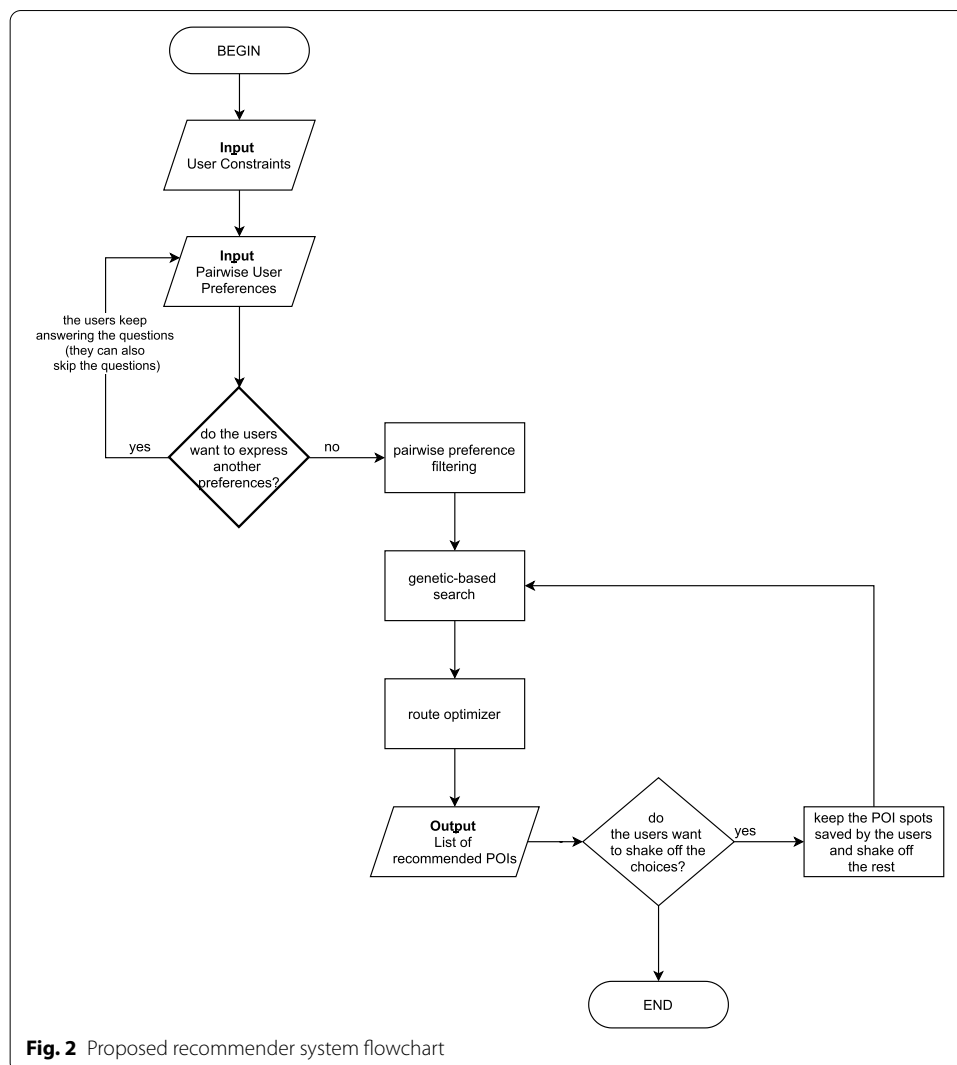 BEGIN
Input
User Constraints
Input
Pairwise User
Preferences
the users keep
answering the questions
(they can also
skip the questions)
do the users
want to express
another
preferences?
yes
no
pairwise preference
filtering
genetic-based
search
route optimizer
Output
List of
recommended POIs
do
the users want
to shake off the
choices?
yes
keep the POI spots
saved by the users
and shake off
the rest
END
Fig. 2 Proposed recommender system flowchart